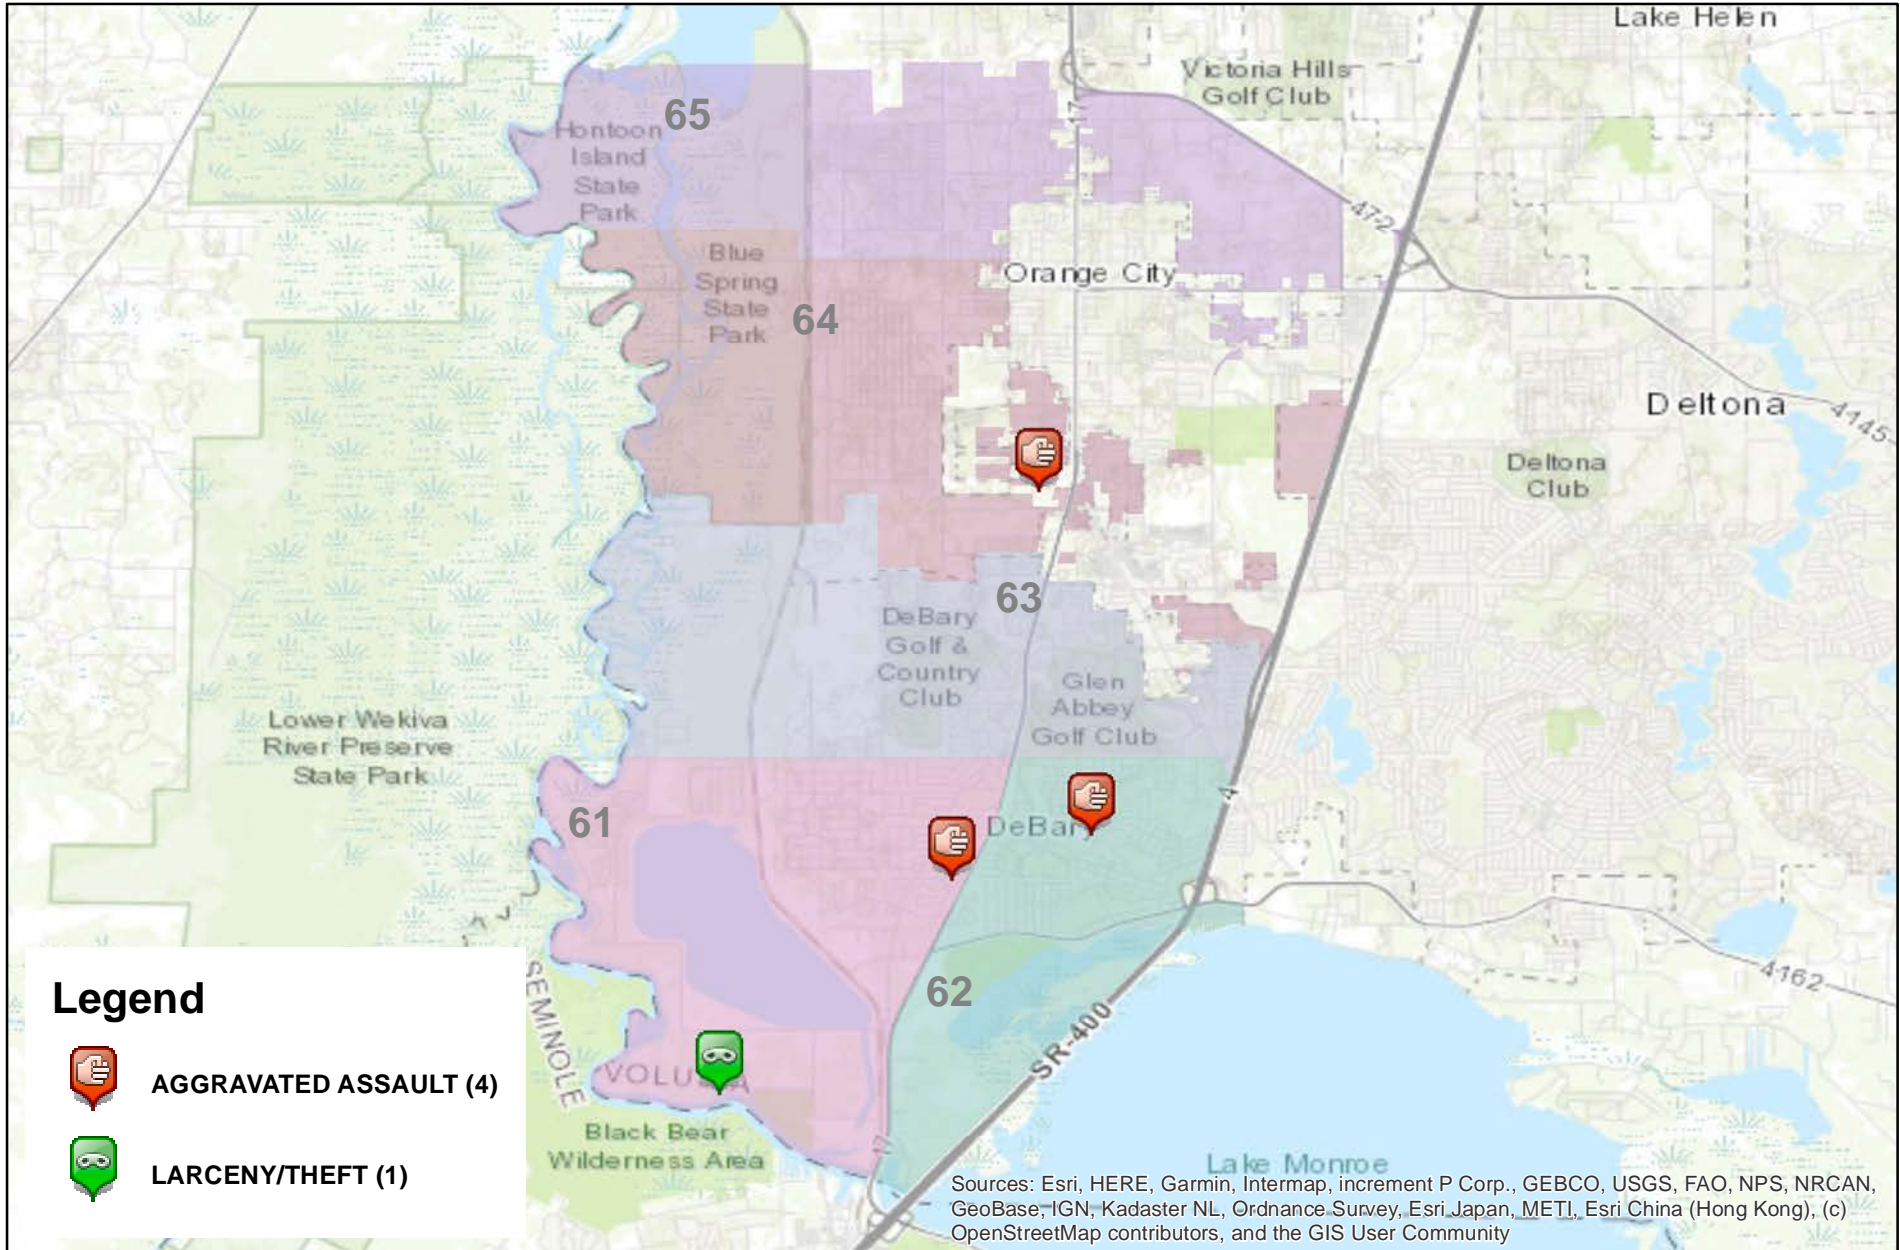 Lake Helen
Victoria Hills
Golf Club
65
Hontoon
Island
State
Park
17
472
Blue
Spring
State
Park
Orange City
64
Deltona
4145
Deltona
Club
63
DeBary
Golf &
Country
Club
Glen
Abbey
Golf Club
Lower Wekiva
River Preserve
State Park
4
61
DeBary
62
4162
SEMINOLE
SR-400
VOLUSIA
Black Bear
Wilderness Area
17
Lake Monroe
Legend
AGGRAVATED ASSAULT (4)
LARCENY/THEFT (1)
Sources: Esri, HERE, Garmin, Intermap, increment P Corp., GEBCO, USGS, FAO, NPS, NRCAN,
GeoBase, IGN, Kadaster NL, Ordnance Survey, Esri Japan, METI, Esri China (Hong Kong), (c)
OpenStreetMap contributors, and the GIS User Community